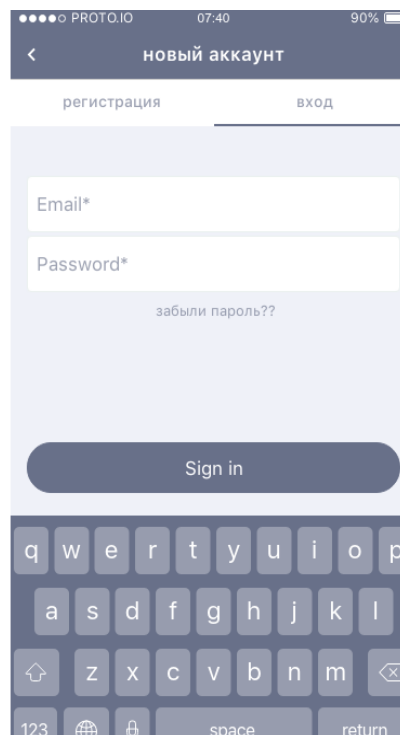 PROTO.IO 07:40 90%
новый аккаунт
регистрация вход
Email*
Password*
забыли пароль??
Sign in
q w e r t y u i o p
a s d f g h j k l
z x c v b n m
123 space return